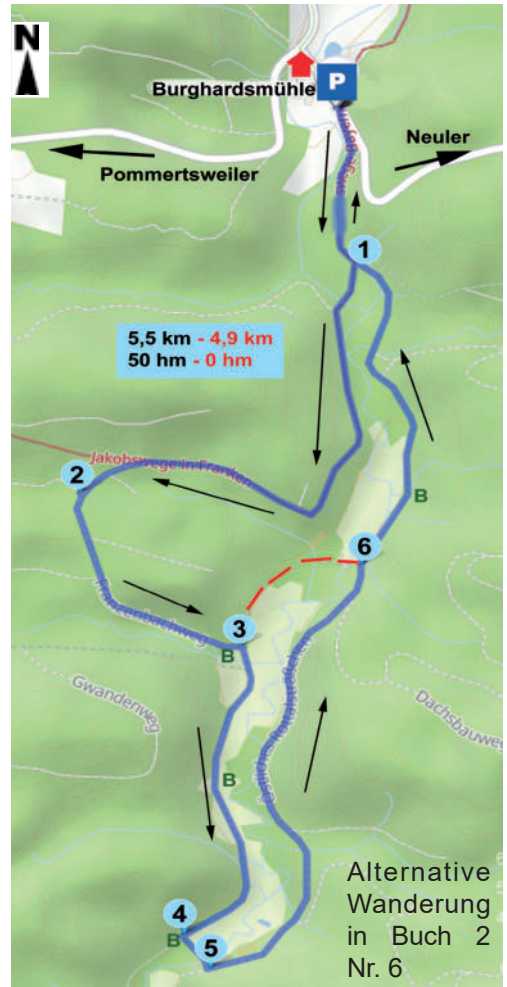 N
P
Burghardsmühle
Neuler
Pommertsweiler
1
5,5 km - 4,9 km
50 hm - 0 hm
Jakobswege in Franken
2
B
6
3
Franzenbachweg
B
Gwandenweg
Dachsbauweg
B
4
B
5
Alternative
Wanderung
in Buch 2
Nr. 6